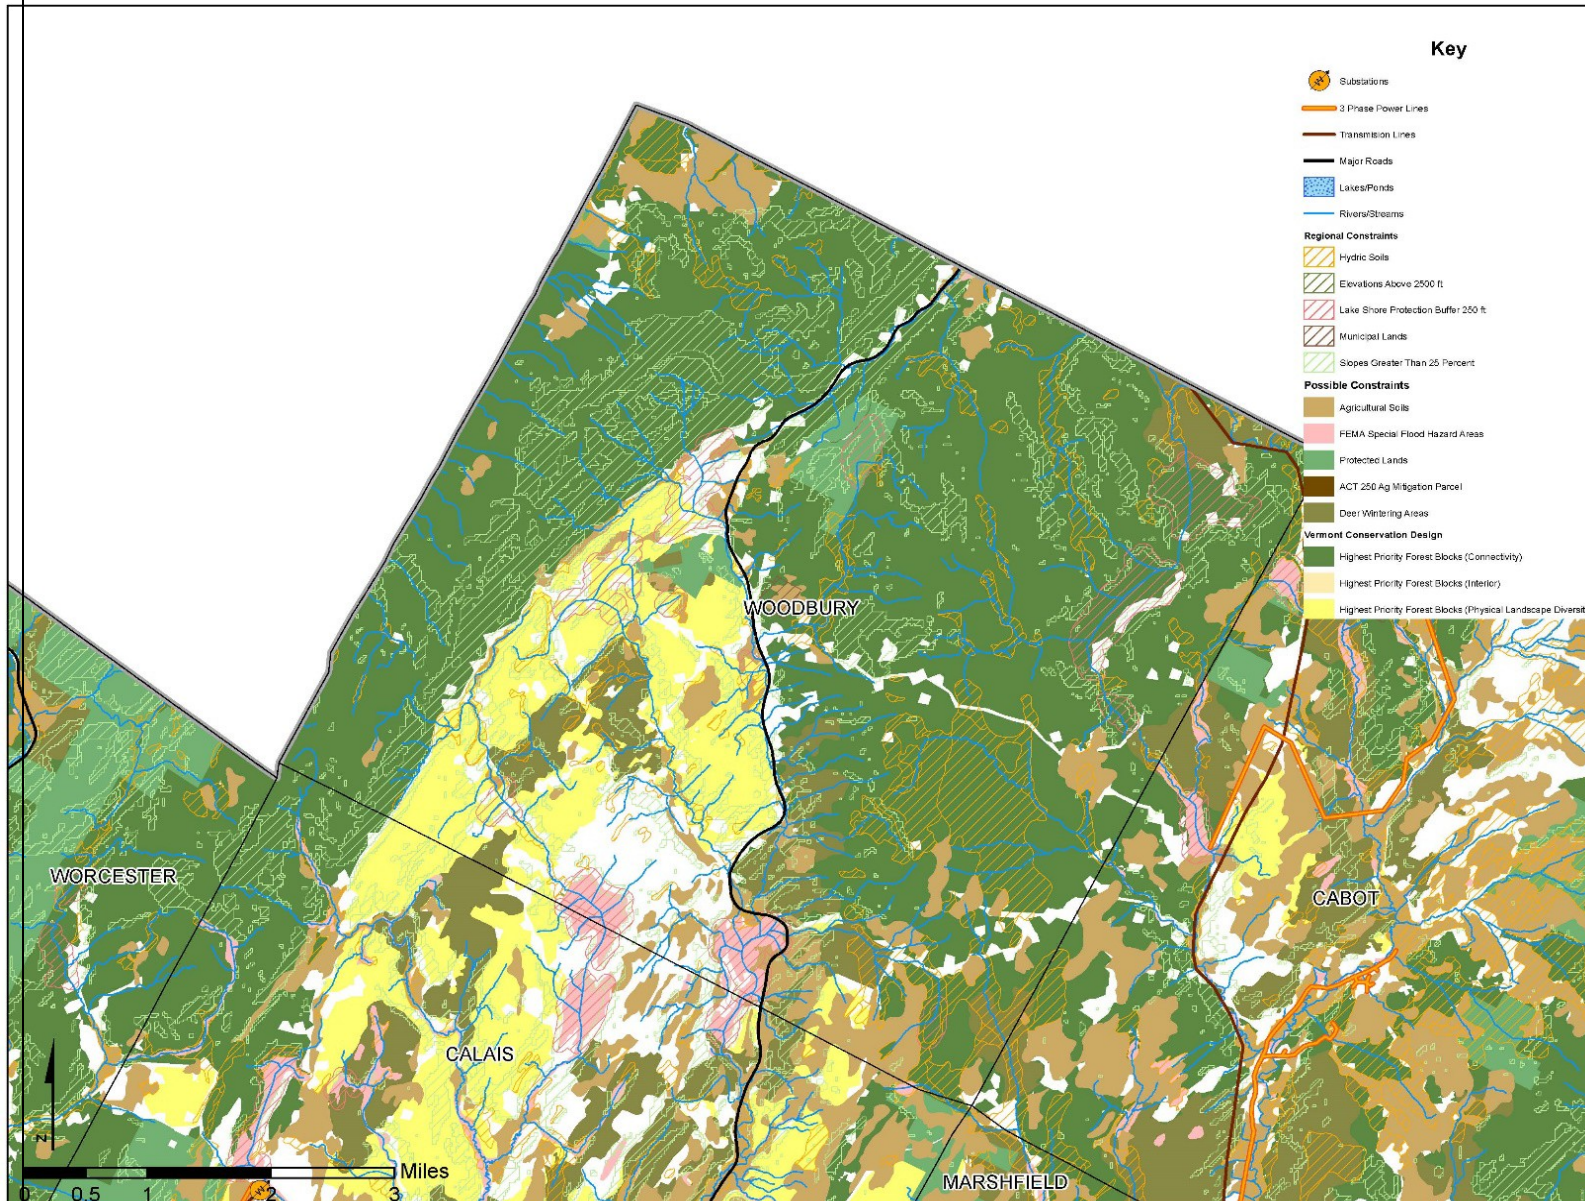 Key
Substations
3 Phase Power Lines
Transmision Lines
Major Roads
Lakes/Ponds
Rivers/Streams
Regional Constraints
Hydric Soils
Elevations Above 2500 ft
Lake Shore Protection Buffer 250 ft
Municipal Lands
Slopes Greater Than 25 Percent
Possible Constraints
Agricultural Soils
FEMA Special Flood Hazard Areas
Protected Lands
ACT 250 Ag Mitigation Parcel
Deer Wintering Areas
Vermont Conservation Design
Highest Priority Forest Blocks (Connectivity)
Highest Priority Forest Blocks (Interior)
Highest Priority Forest Blocks (Physical Landscape Diversit
WOODBURY
WORCESTER
CABOT
CALAIS
MARSHFIELD
N
Miles
0 0.5 1 2 3
W